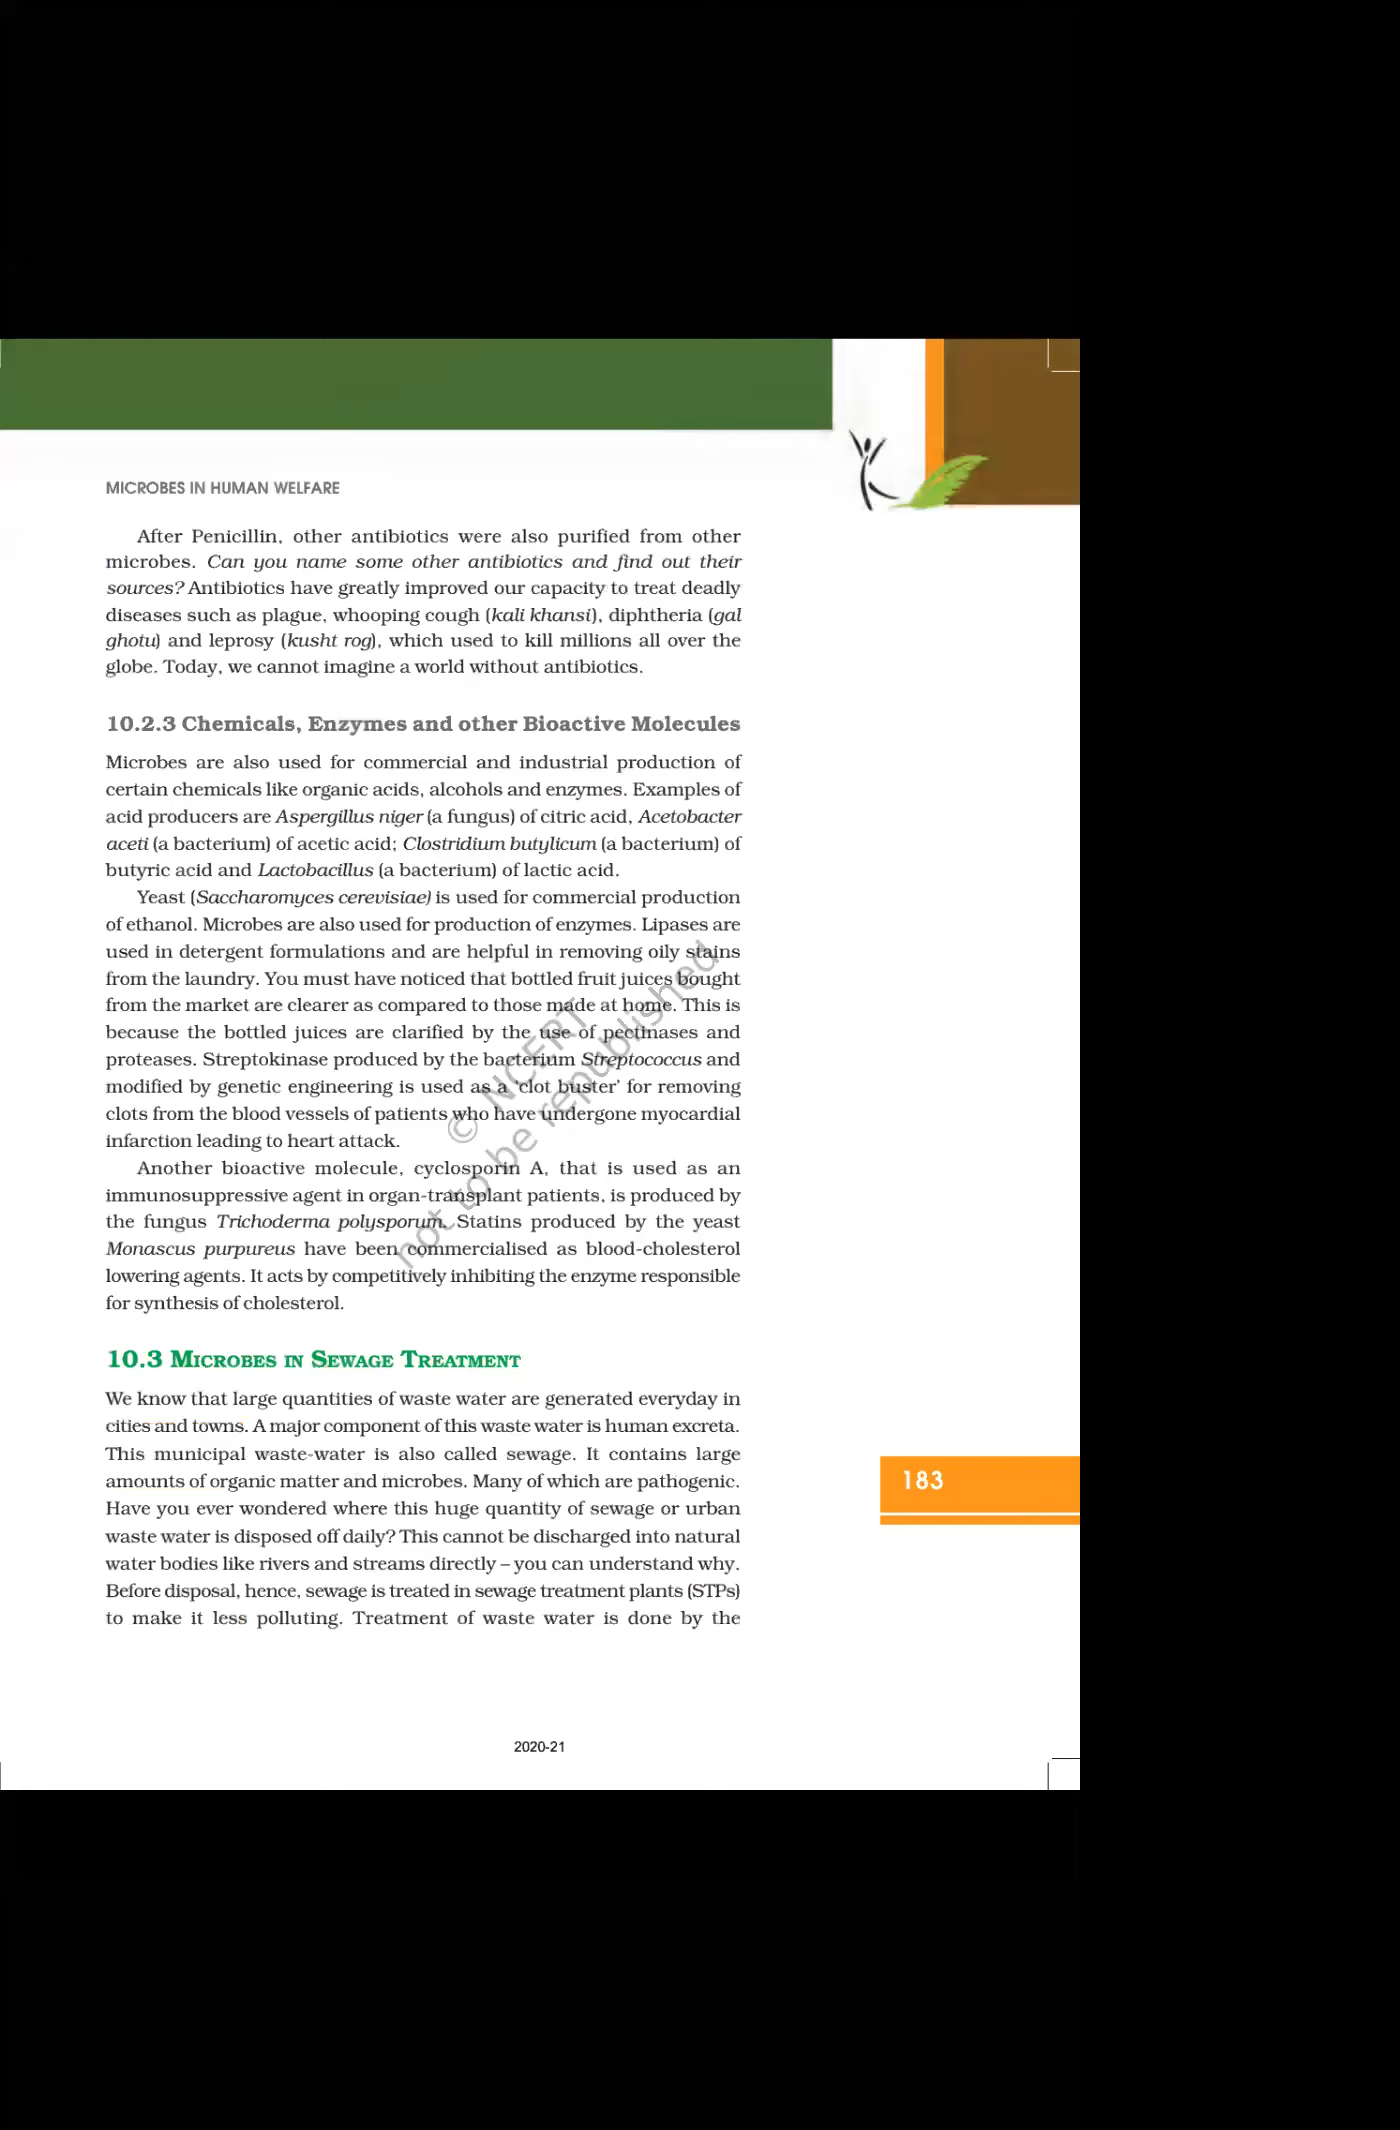 MICROBES IN HUMAN WELFARE
After Penicillin, other antibiotics were also purified from other
microbes. Can you name some other antibiotics and find out their
sources? Antibiotics have greatly improved our capacity to treat deadly
diseases such as plague, whooping cough (kali khansi), diphtheria (gal
ghotu) and leprosy (kusht rog), which used to kill millions all over the
globe. Today, we cannot imagine a world without antibiotics.
10.2.3 Chemicals, Enzymes and other Bioactive Molecules
Microbes are also used for commercial and industrial production of
certain chemicals like organic acids, alcohols and enzymes. Examples of
acid producers are Aspergillus niger (a fungus) of citric acid, Acetobacter
aceti (a bacterium) of acetic acid; Clostridium butylicum (a bacterium) of
butyric acid and Lactobacillus (a bacterium) of lactic acid.
Yeast (Saccharomyces cerevisiae) is used for commercial production
of ethanol. Microbes are also used for production of enzymes. Lipases are
used in detergent formulations and are helpful in removing oily stains
from the laundry. You must have noticed that bottled fruit juices bought
from the market are clearer as compared to those made at home. This is
because the bottled juices are clarified by the use of pectinases and
proteases. Streptokinase produced by the bacterium Streptococcus and
modified by genetic engineering is used as a ‘clot buster’ for removing
clots from the blood vessels of patients who have undergone myocardial
infarction leading to heart attack.
Another bioactive molecule, cyclosporin A, that is used as an
immunosuppressive agent in organ-transplant patients, is produced by
the fungus Trichoderma polysporum. Statins produced by the yeast
Monascus purpureus have been commercialised as blood-cholesterol
lowering agents. It acts by competitively inhibiting the enzyme responsible
for synthesis of cholesterol.
© NCERT
not to be republished
10.3 MICROBES IN SEWAGE TREATMENT
We know that large quantities of waste water are generated everyday in
cities and towns. A major component of this waste water is human excreta.
This municipal waste-water is also called sewage. It contains large
amounts of organic matter and microbes. Many of which are pathogenic.
Have you ever wondered where this huge quantity of sewage or urban
waste water is disposed off daily? This cannot be discharged into natural
water bodies like rivers and streams directly – you can understand why.
Before disposal, hence, sewage is treated in sewage treatment plants (STPs)
to make it less polluting. Treatment of waste water is done by the
183
2020-21